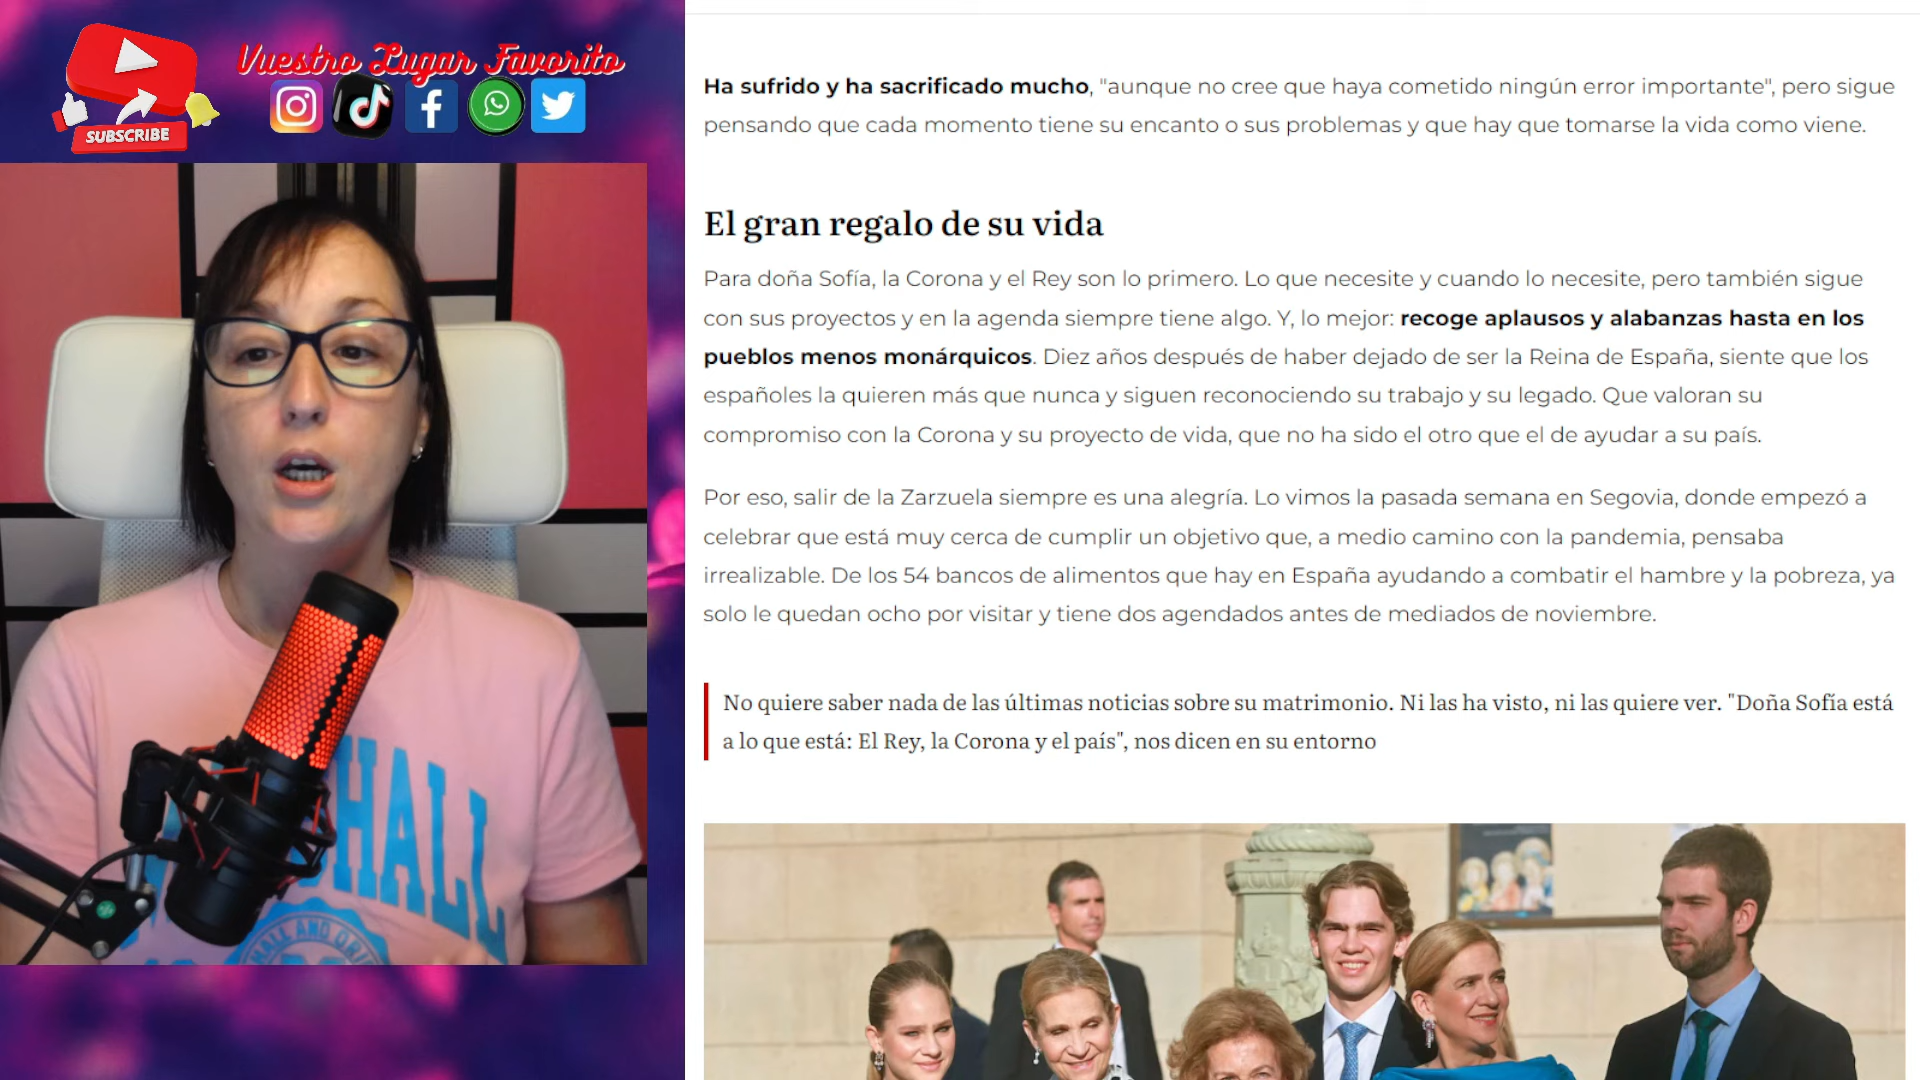 Vuestro Lugar Favorito
SUBSCRIBE
Ha sufrido y ha sacrificado mucho, "aunque no cree que haya cometido ningún error importante", pero sigue
pensando que cada momento tiene su encanto o sus problemas y que hay que tomarse la vida como viene.
El gran regalo de su vida
Para doña Sofía, la Corona y el Rey son lo primero. Lo que necesite y cuando lo necesite, pero también sigue
con sus proyectos y en la agenda siempre tiene algo. Y, lo mejor: recoge aplausos y alabanzas hasta en los
pueblos menos monárquicos. Diez años después de haber dejado de ser la Reina de España, siente que los
españoles la quieren más que nunca y siguen reconociendo su trabajo y su legado. Que valoran su
compromiso con la Corona y su proyecto de vida, que no ha sido el otro que el de ayudar a su país.
Por eso, salir de la Zarzuela siempre es una alegría. Lo vimos la pasada semana en Segovia, donde empezó a
celebrar que está muy cerca de cumplir un objetivo que, a medio camino con la pandemia, pensaba
irrealizable. De los 54 bancos de alimentos que hay en España ayudando a combatir el hambre y la pobreza, ya
solo le quedan ocho por visitar y tiene dos agendados antes de mediados de noviembre.
No quiere saber nada de las últimas noticias sobre su matrimonio. Ni las ha visto, ni las quiere ver. "Doña Sofía está
a lo que está: El Rey, la Corona y el país", nos dicen en su entorno